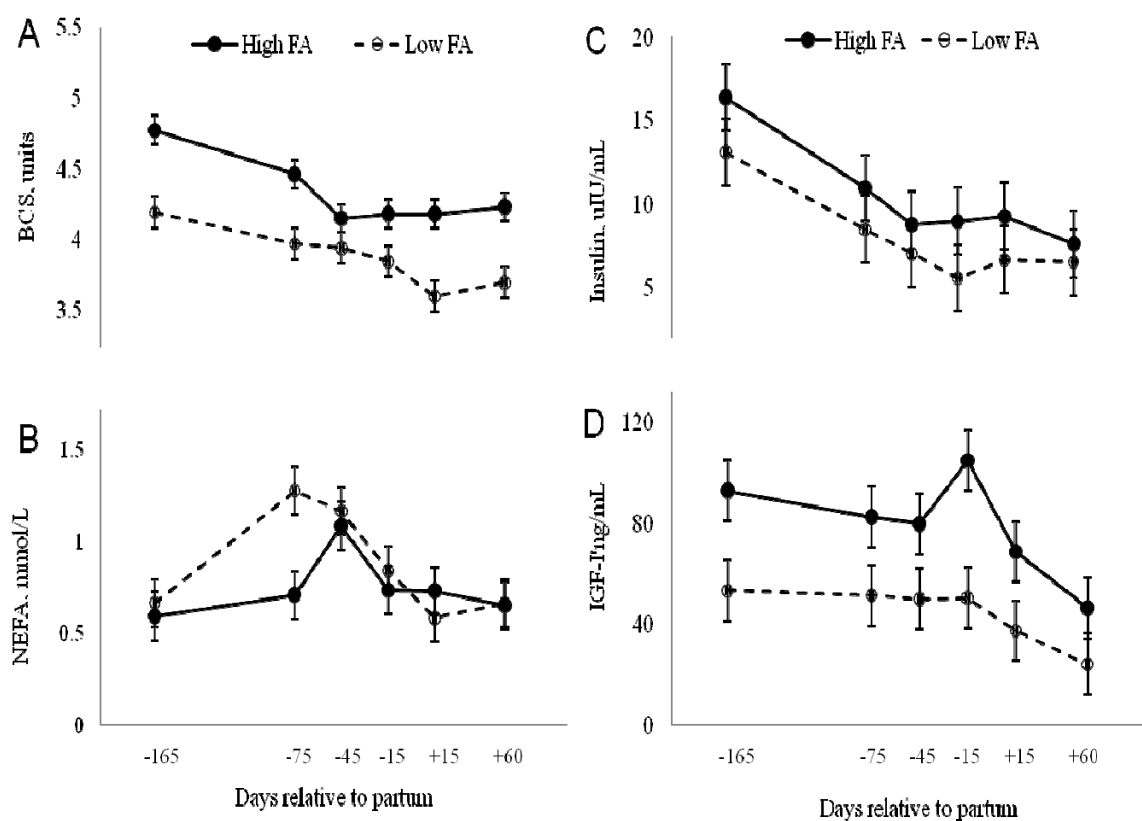 A
5.5
5
4.5
4
3.5
BCS. units
High FA
Low FA
C
20
15
10
5
Insulin. uIU/mL
High FA
Low FA
B
1.5
1
0.5
0
NEFA. mmol/L
-165 -75 -45 -15 +15 +60
Days relative to partum
D
120
80
40
0
IGF-I'ng/mL
-165 -75 -45 -15 +15 +60
Days relative to partum